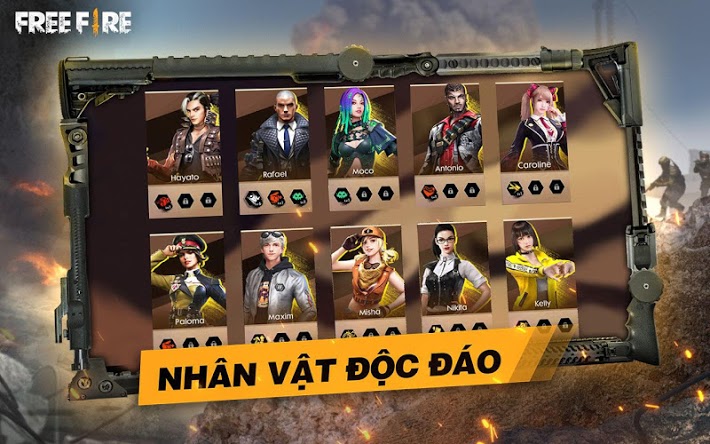 FREE FIRE
Hayato
Rafael
Moco
Antonio
Caroline
Paloma
Maxim
Misha
Nikita
Kelly
NHÂN VẬT ĐỘC ĐÁO